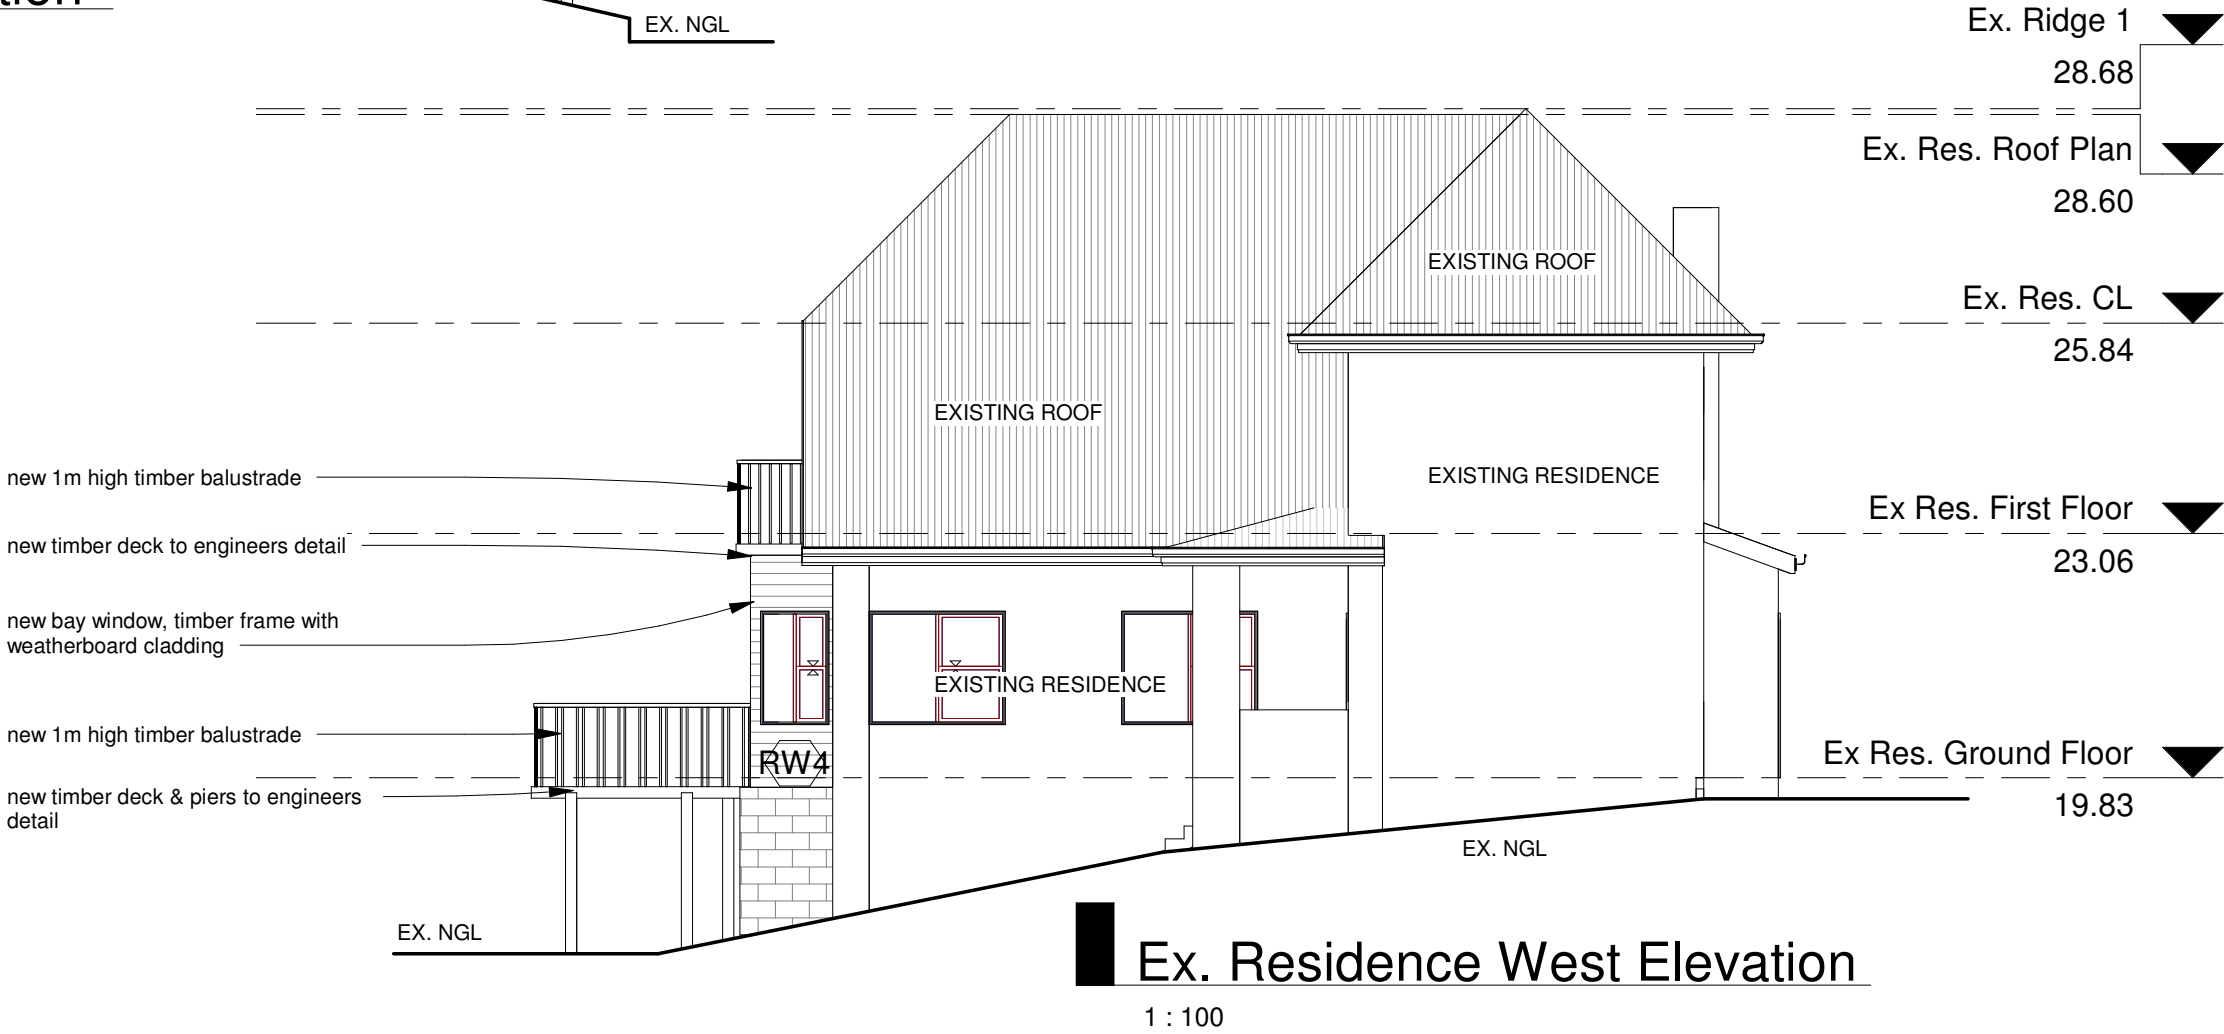 EX. NGL
Ex. Ridge 1
28.68
Ex. Res. Roof Plan
28.60
EXISTING ROOF
Ex. Res. CL
25.84
EXISTING ROOF
new 1m high timber balustrade
EXISTING RESIDENCE
Ex Res. First Floor
23.06
new timber deck to engineers detail
new bay window, timber frame with
weatherboard cladding
EXISTING RESIDENCE
new 1m high timber balustrade
RW4
Ex Res. Ground Floor
19.83
new timber deck & piers to engineers
detail
EX. NGL
EX. NGL
Ex. Residence West Elevation
1 : 100